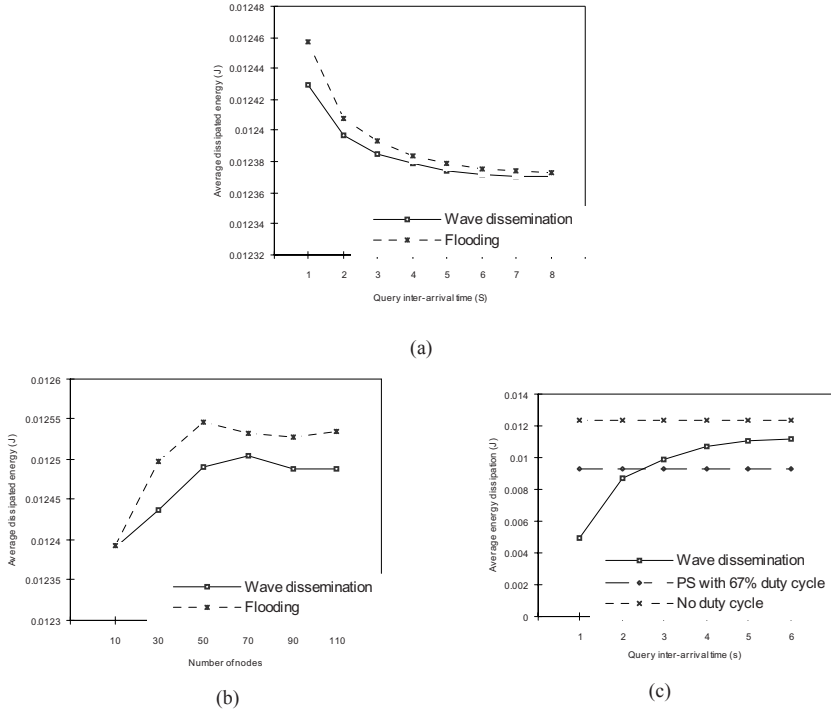 0.01248
0.01246
0.01244
0.01242
0.0124
0.01238
0.01236
0.01234
0.01232
Average dissipated energy (J)
Wave dissemination
Flooding
1 2 3 4 5 6 7 8
Query inter-arrival time (S)
(a)
0.0126
0.01255
0.0125
0.01245
0.0124
0.01235
0.0123
Average dissipated energy (J)
Wave dissemination
Flooding
10 30 50 70 90 110
Number of nodes
(b)
0.014
0.012
0.01
0.008
0.006
0.004
0.002
0
Average energy dissipation (J)
Wave dissemination
PS with 67% duty cycle
No duty cycle
1 2 3 4 5 6
Query inter-arrival time (s)
(c)